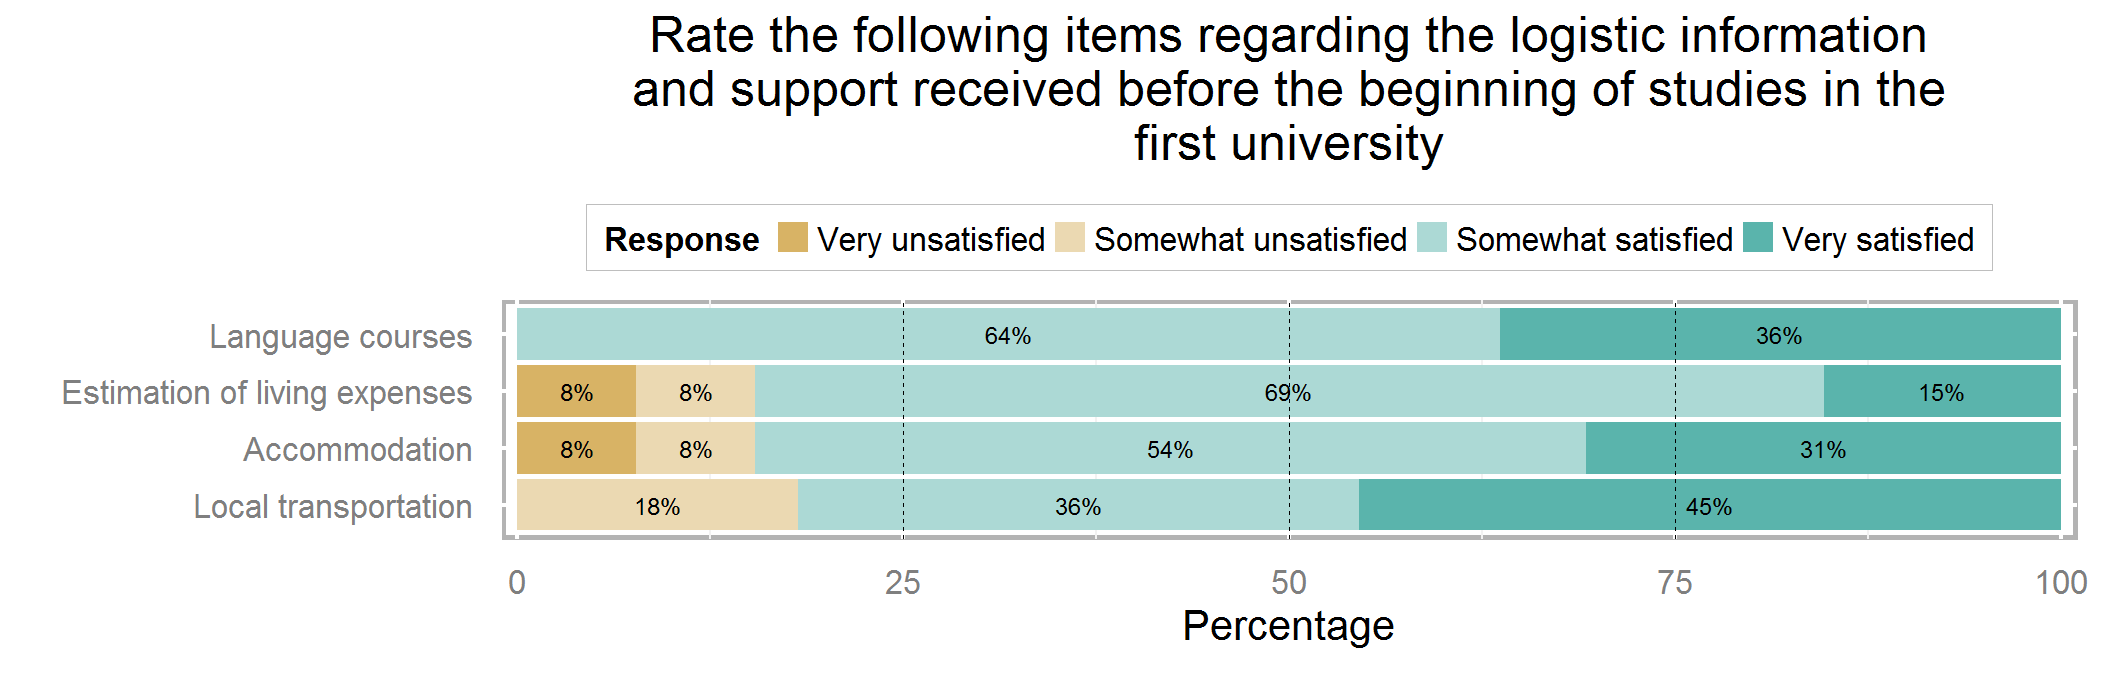 Rate the following items regarding the logistic information
and support received before the beginning of studies in the
first university
Response Very unsatisfied Somewhat unsatisfied Somewhat satisfied Very satisfied
Language courses 64% 36%
Estimation of living expenses 8% 8% 69% 15%
Accommodation 8% 8% 54% 31%
Local transportation 18% 36% 45%
0 25 50 75 100
Percentage